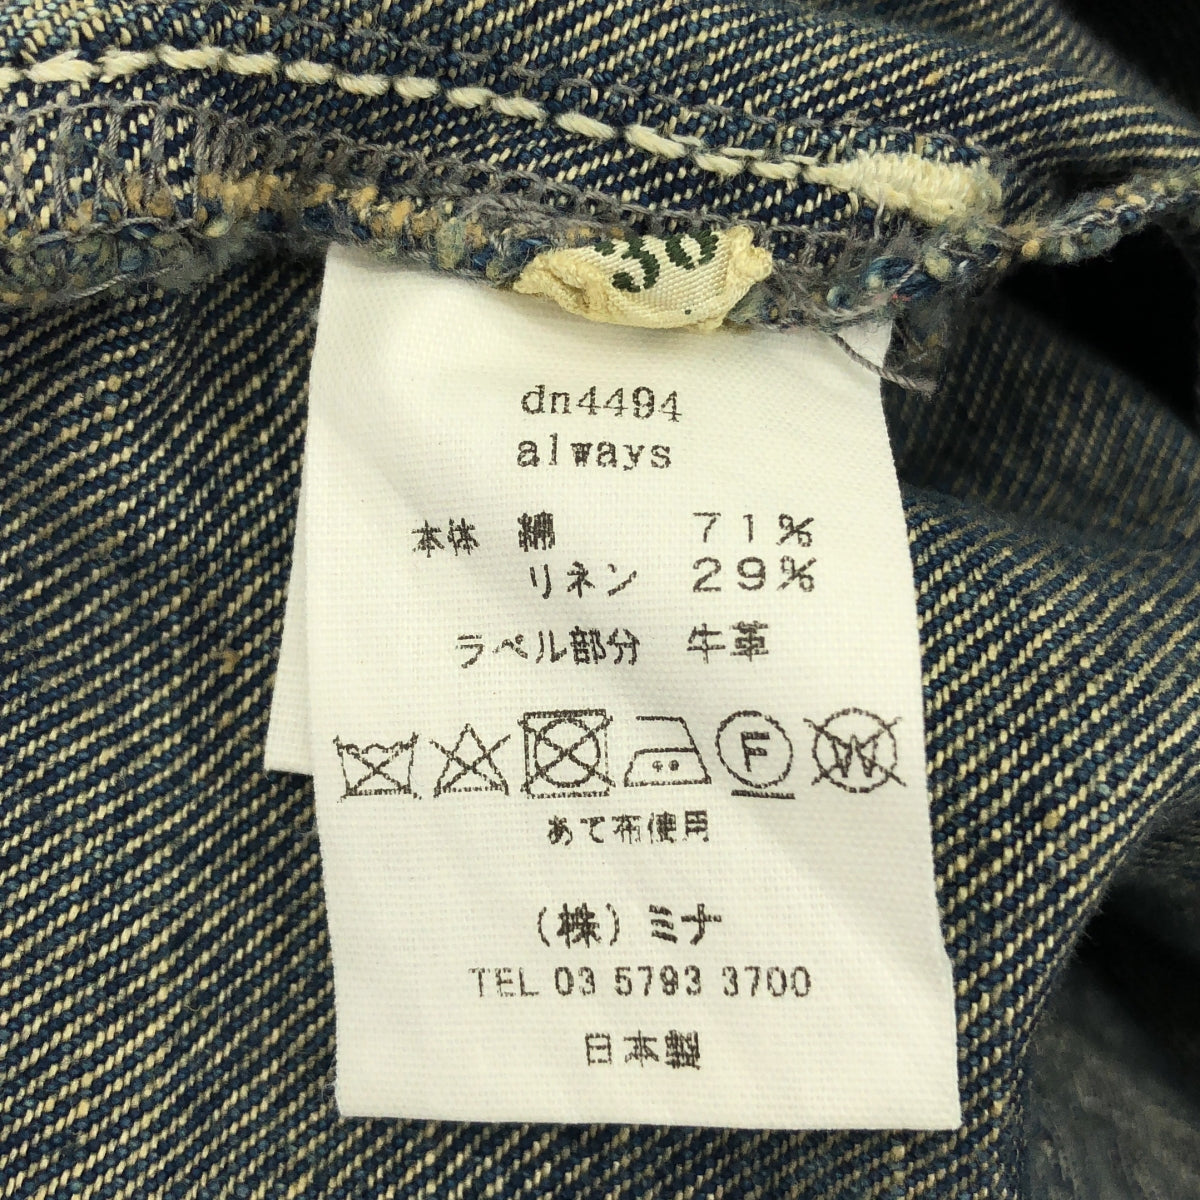 36
dn4494
always
本体 綿 71%
リネン 29%
ラベル部分 牛革
F W
あて布使用
(株)ミナ
TEL 03 5793 3700
日本製